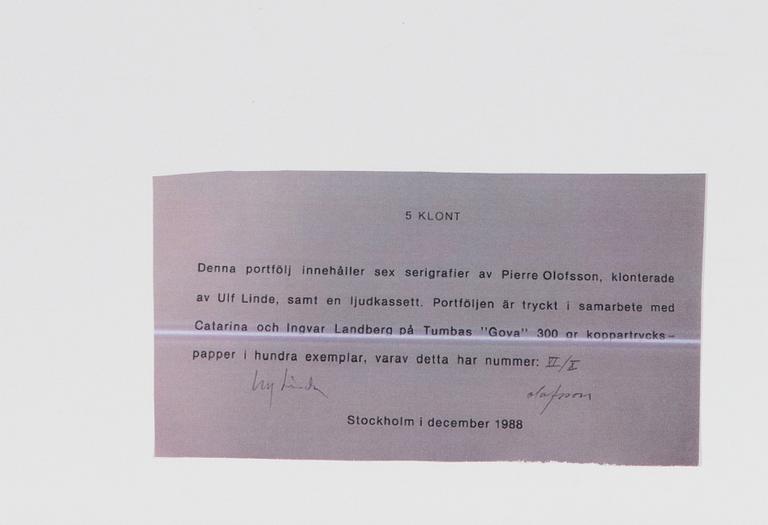 5 KLONT
Denna portfölj innehåller sex serigrafier av Pierre Olofsson, klonterade
av Ulf Linde, samt en ljudkassett. Portföljen är tryckt i samarbete med
Catarina och Ingvar Landberg på Tumbas "Goya" 300 gr koppartrycks-
papper i hundra exemplar, varav detta har nummer: VI/X
Ulf Linde olofsson
Stockholm i december 1988